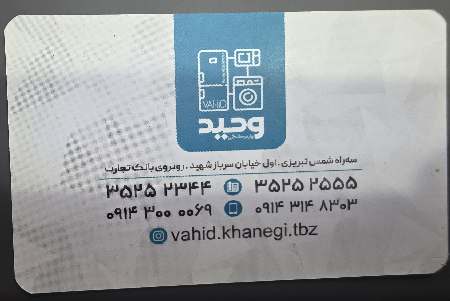 VAHiD
وحید
لوازم خانگی
سه‌راه شمس تبریزی . اول خیابان سرباز شهید . روبروی بانک تجارت
۳۵۲۵ ۲۳۴۴ ۳۵۲۵ ۲۵۵۵
۰۹۱۴ ۳۰۰ ۰۰۶۹ ۰۹۱۴ ۳۱۴ ۸۳۰۳
vahid.khanegi.tbz